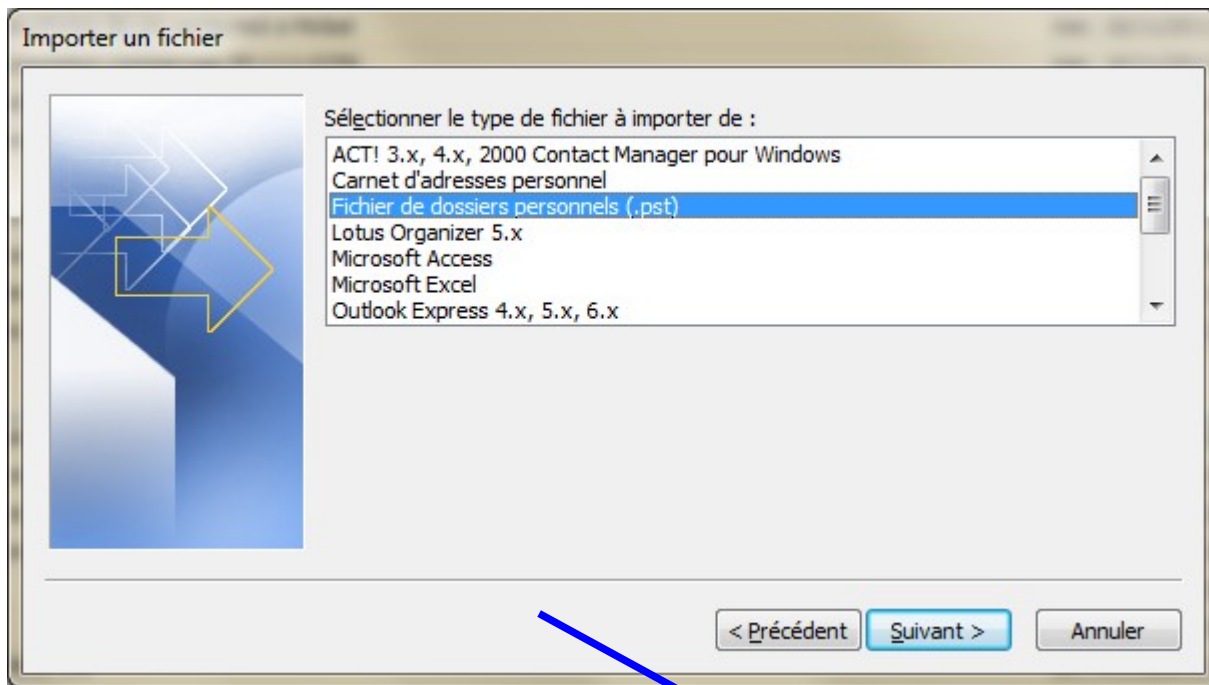 Importer un fichier
Sélectionner le type de fichier à importer de :
ACT! 3.x, 4.x, 2000 Contact Manager pour Windows
Carnet d'adresses personnel
Fichier de dossiers personnels (.pst)
Lotus Organizer 5.x
Microsoft Access
Microsoft Excel
Outlook Express 4.x, 5.x, 6.x
< Précédent Suivant > Annuler